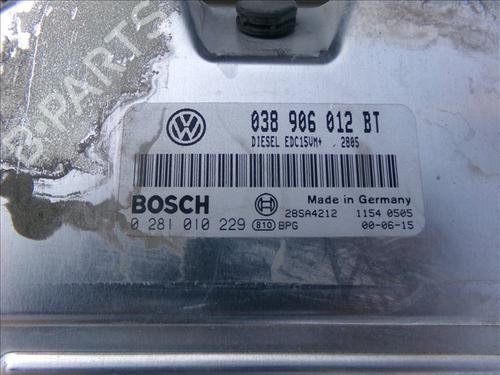 B-PARTS
038 906 012 BT
DIESEL EDC15VM+ . 2805
BOSCH
Made in Germany
28SA4212 1154 0505
0 281 010 229 810 BPG 00-06-15